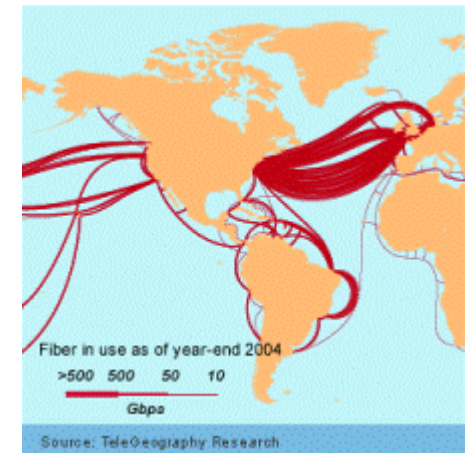 Fiber in use as of year-end 2004
>500 500 50 10
Gbps
Source: TeleGeography Research